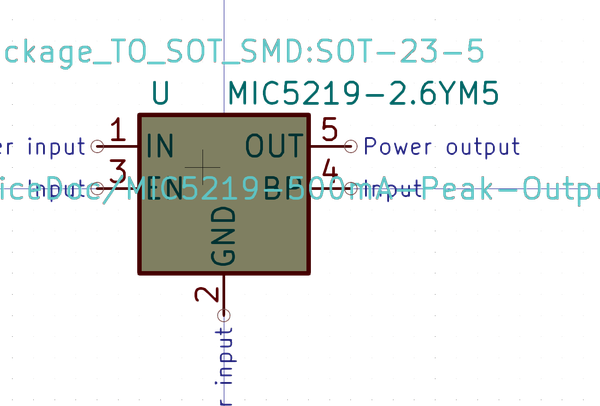 ckage_TO_SOT_SMD:SOT-23-5
U MIC5219-2.6YM5
er input 1 IN OUT 5 Power output
Input 3 EN BP 4 Input
iceDoc/MIC5219-500mA-Peak-Outpu
GND
2
r input